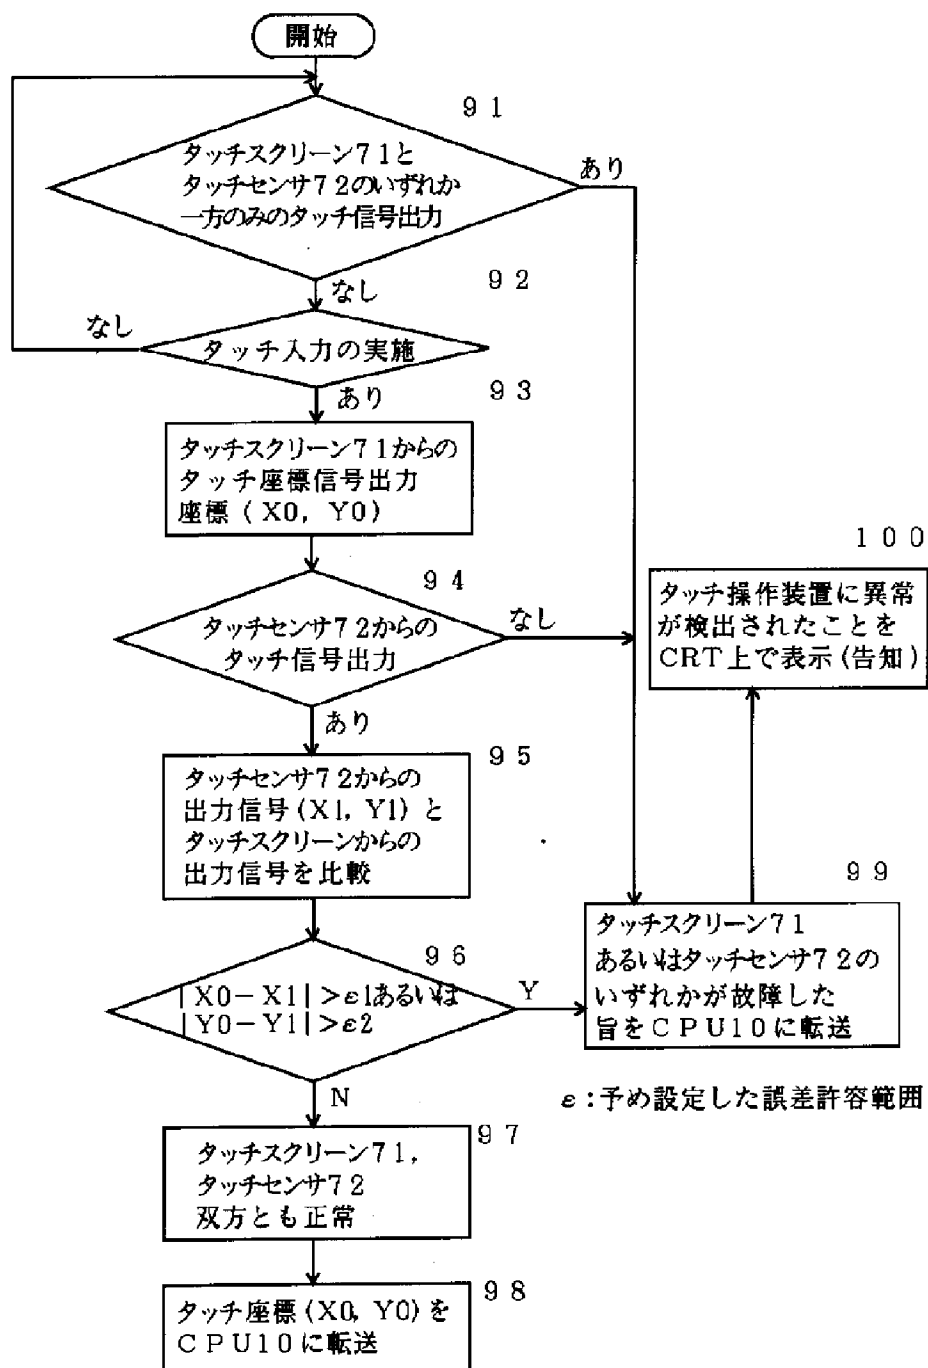 開始
91
タッチスクリーン71と
タッチセンサ72のいずれか
一方のみのタッチ信号出力
あり
なし
92
なし
タッチ入力の実施
あり
93
タッチスクリーン71からの
タッチ座標信号出力
座標(X0, Y0)
94
タッチセンサ72からの
タッチ信号出力
なし
あり
95
タッチセンサ72からの
出力信号(X1, Y1)と
タッチスクリーンからの
出力信号を比較
96
|X0-X1|>ε1あるいは
|Y0-Y1|>ε2
Y
N
97
タッチスクリーン71,
タッチセンサ72
双方とも正常
98
タッチ座標(X0, Y0)を
CPU10に転送
99
タッチスクリーン71
あるいはタッチセンサ72の
いずれかが故障した
旨をCPU10に転送
ε:予め設定した誤差許容範囲
100
タッチ操作装置に異常
が検出されたことを
CRT上で表示(告知)